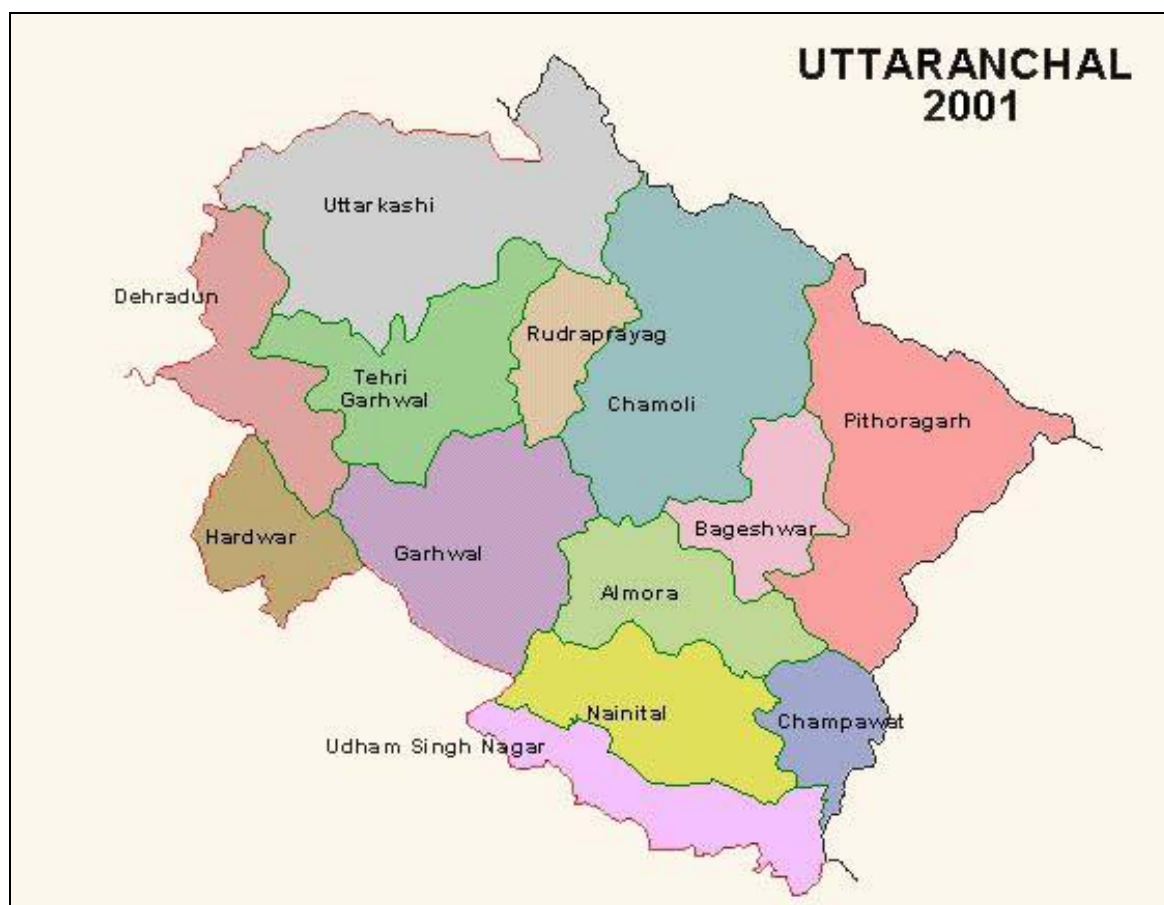 UTTARANCHAL
2001
Uttarkashi
Dehradun
Rudraprayag
Tehri
Garhwal
Chamoli
Pithoragarh
Bageshwar
Hardwar
Garhwal
Almora
Nainital
Champawat
Udham Singh Nagar